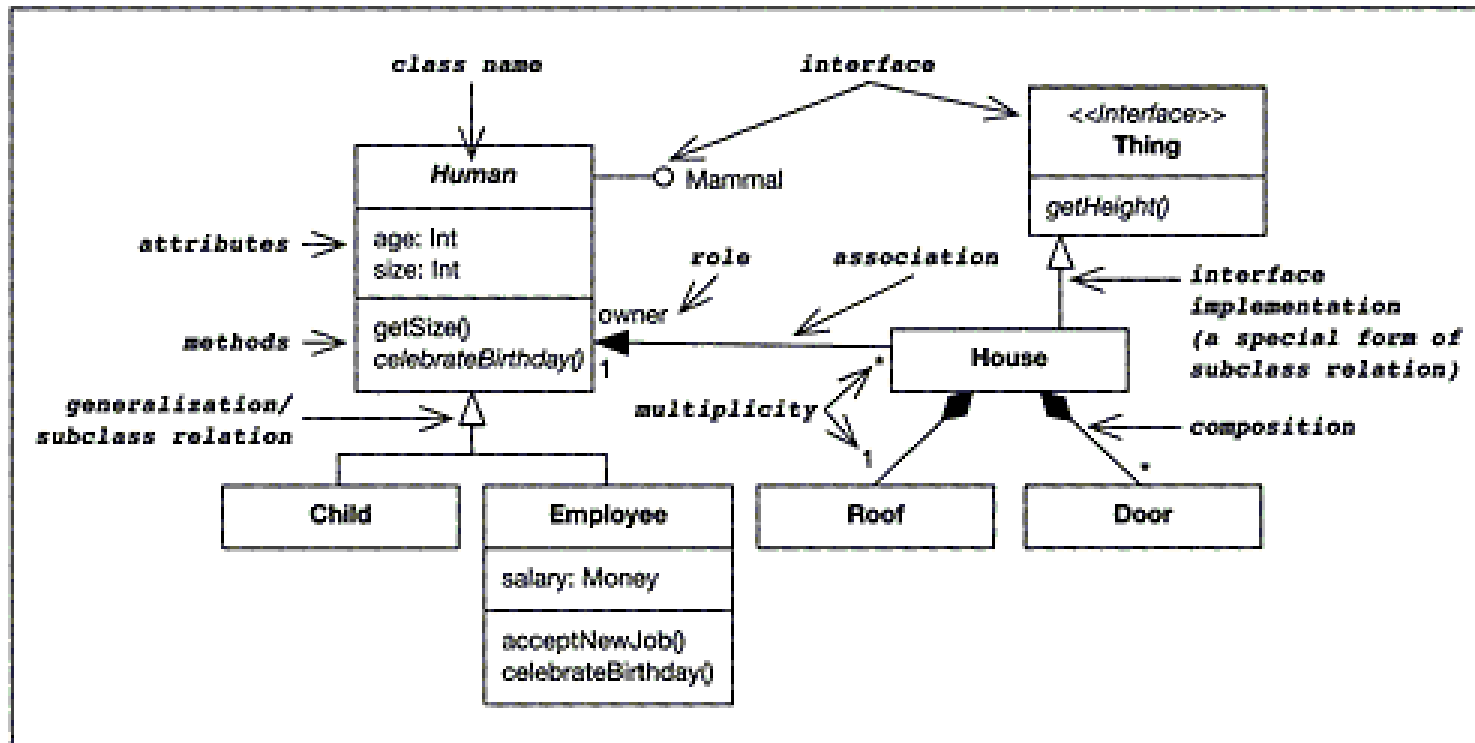 class name
interface
<<Interface>>
Thing
getHeight()
Human
Mammal
attributes
age: Int
size: Int
role
association
interface
implementation
(a special form of
subclass relation)
methods
getSize()
celebrateBirthday()
owner
1
*
House
multiplicity
generalisation/
subclass relation
composition
1
*
Child
Employee
Roof
Door
salary: Money
acceptNewJob()
celebrateBirthday()